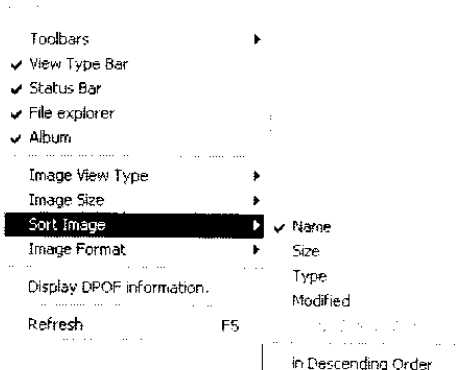 Toolbars
View Type Bar
Status Bar
File explorer
Album
Image View Type
Image Size
Sort Image
Image Format
Display DPOF information.
Refresh F5
Name
Size
Type
Modified
in Descending Order